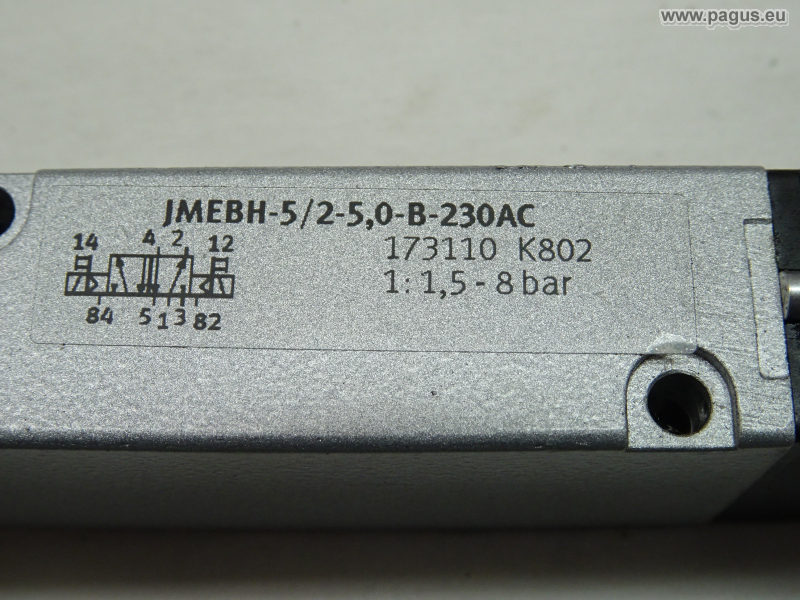 www.pagus.eu
JMEBH-5/2-5,0-B-230AC
173110 K802
1: 1,5 - 8 bar
14 4 2 12
84 5 1 3 82